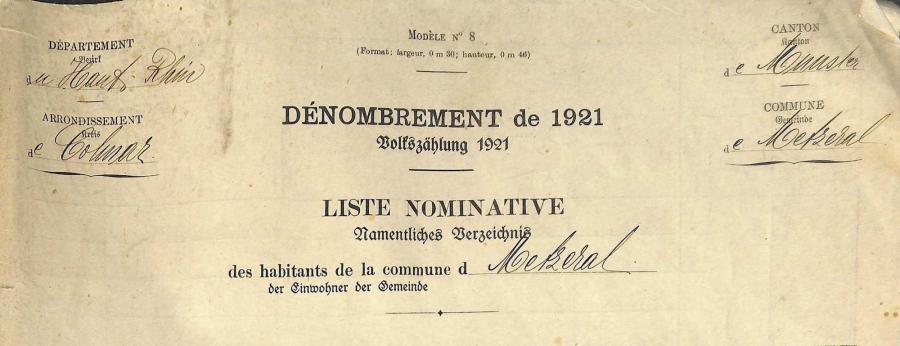 DÉPARTEMENT
Bezirk
du Haut-Rhin
ARRONDISSEMENT
Kreis
de Colmar.
MODÈLE N° 8
(Format: largeur, 0 m 30; hauteur, 0 m 46)
DÉNOMBREMENT de 1921
Volkszählung 1921
LISTE NOMINATIVE
Namentliches Verzeichnis
des habitants de la commune d Metzeral.
der Einwohner der Gemeinde
CANTON
Kanton
de Munster
COMMUNE
Gemeinde
de Metzeral